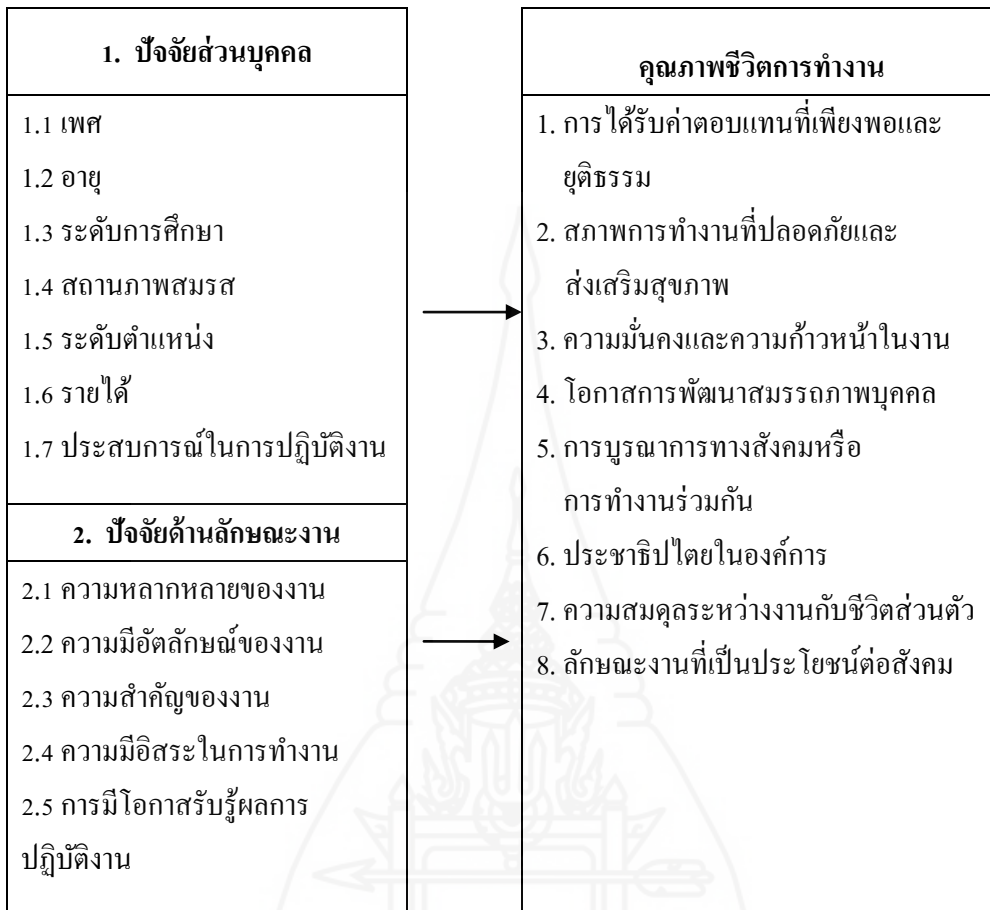 1. ปัจจัยส่วนบุคคล
1.1 เพศ
1.2 อายุ
1.3 ระดับการศึกษา
1.4 สถานภาพสมรส
1.5 ระดับตำแหน่ง
1.6 รายได้
1.7 ประสบการณ์ในการปฏิบัติงาน
2. ปัจจัยด้านลักษณะงาน
2.1 ความหลากหลายของงาน
2.2 ความมีอัตลักษณ์ของงาน
2.3 ความสำคัญของงาน
2.4 ความมีอิสระในการทำงาน
2.5 การมีโอกาสรับรู้ผลการ
ปฏิบัติงาน
คุณภาพชีวิตการทำงาน
1. การได้รับค่าตอบแทนที่เพียงพอและ
ยุติธรรม
2. สภาพการทำงานที่ปลอดภัยและ
ส่งเสริมสุขภาพ
3. ความมั่นคงและความก้าวหน้าในงาน
4. โอกาสการพัฒนาสมรรถภาพบุคคล
5. การบูรณาการทางสังคมหรือ
การทำงานร่วมกัน
6. ประชาธิปไตยในองค์การ
7. ความสมดุลระหว่างงานกับชีวิตส่วนตัว
8. ลักษณะงานที่เป็นประโยชน์ต่อสังคม